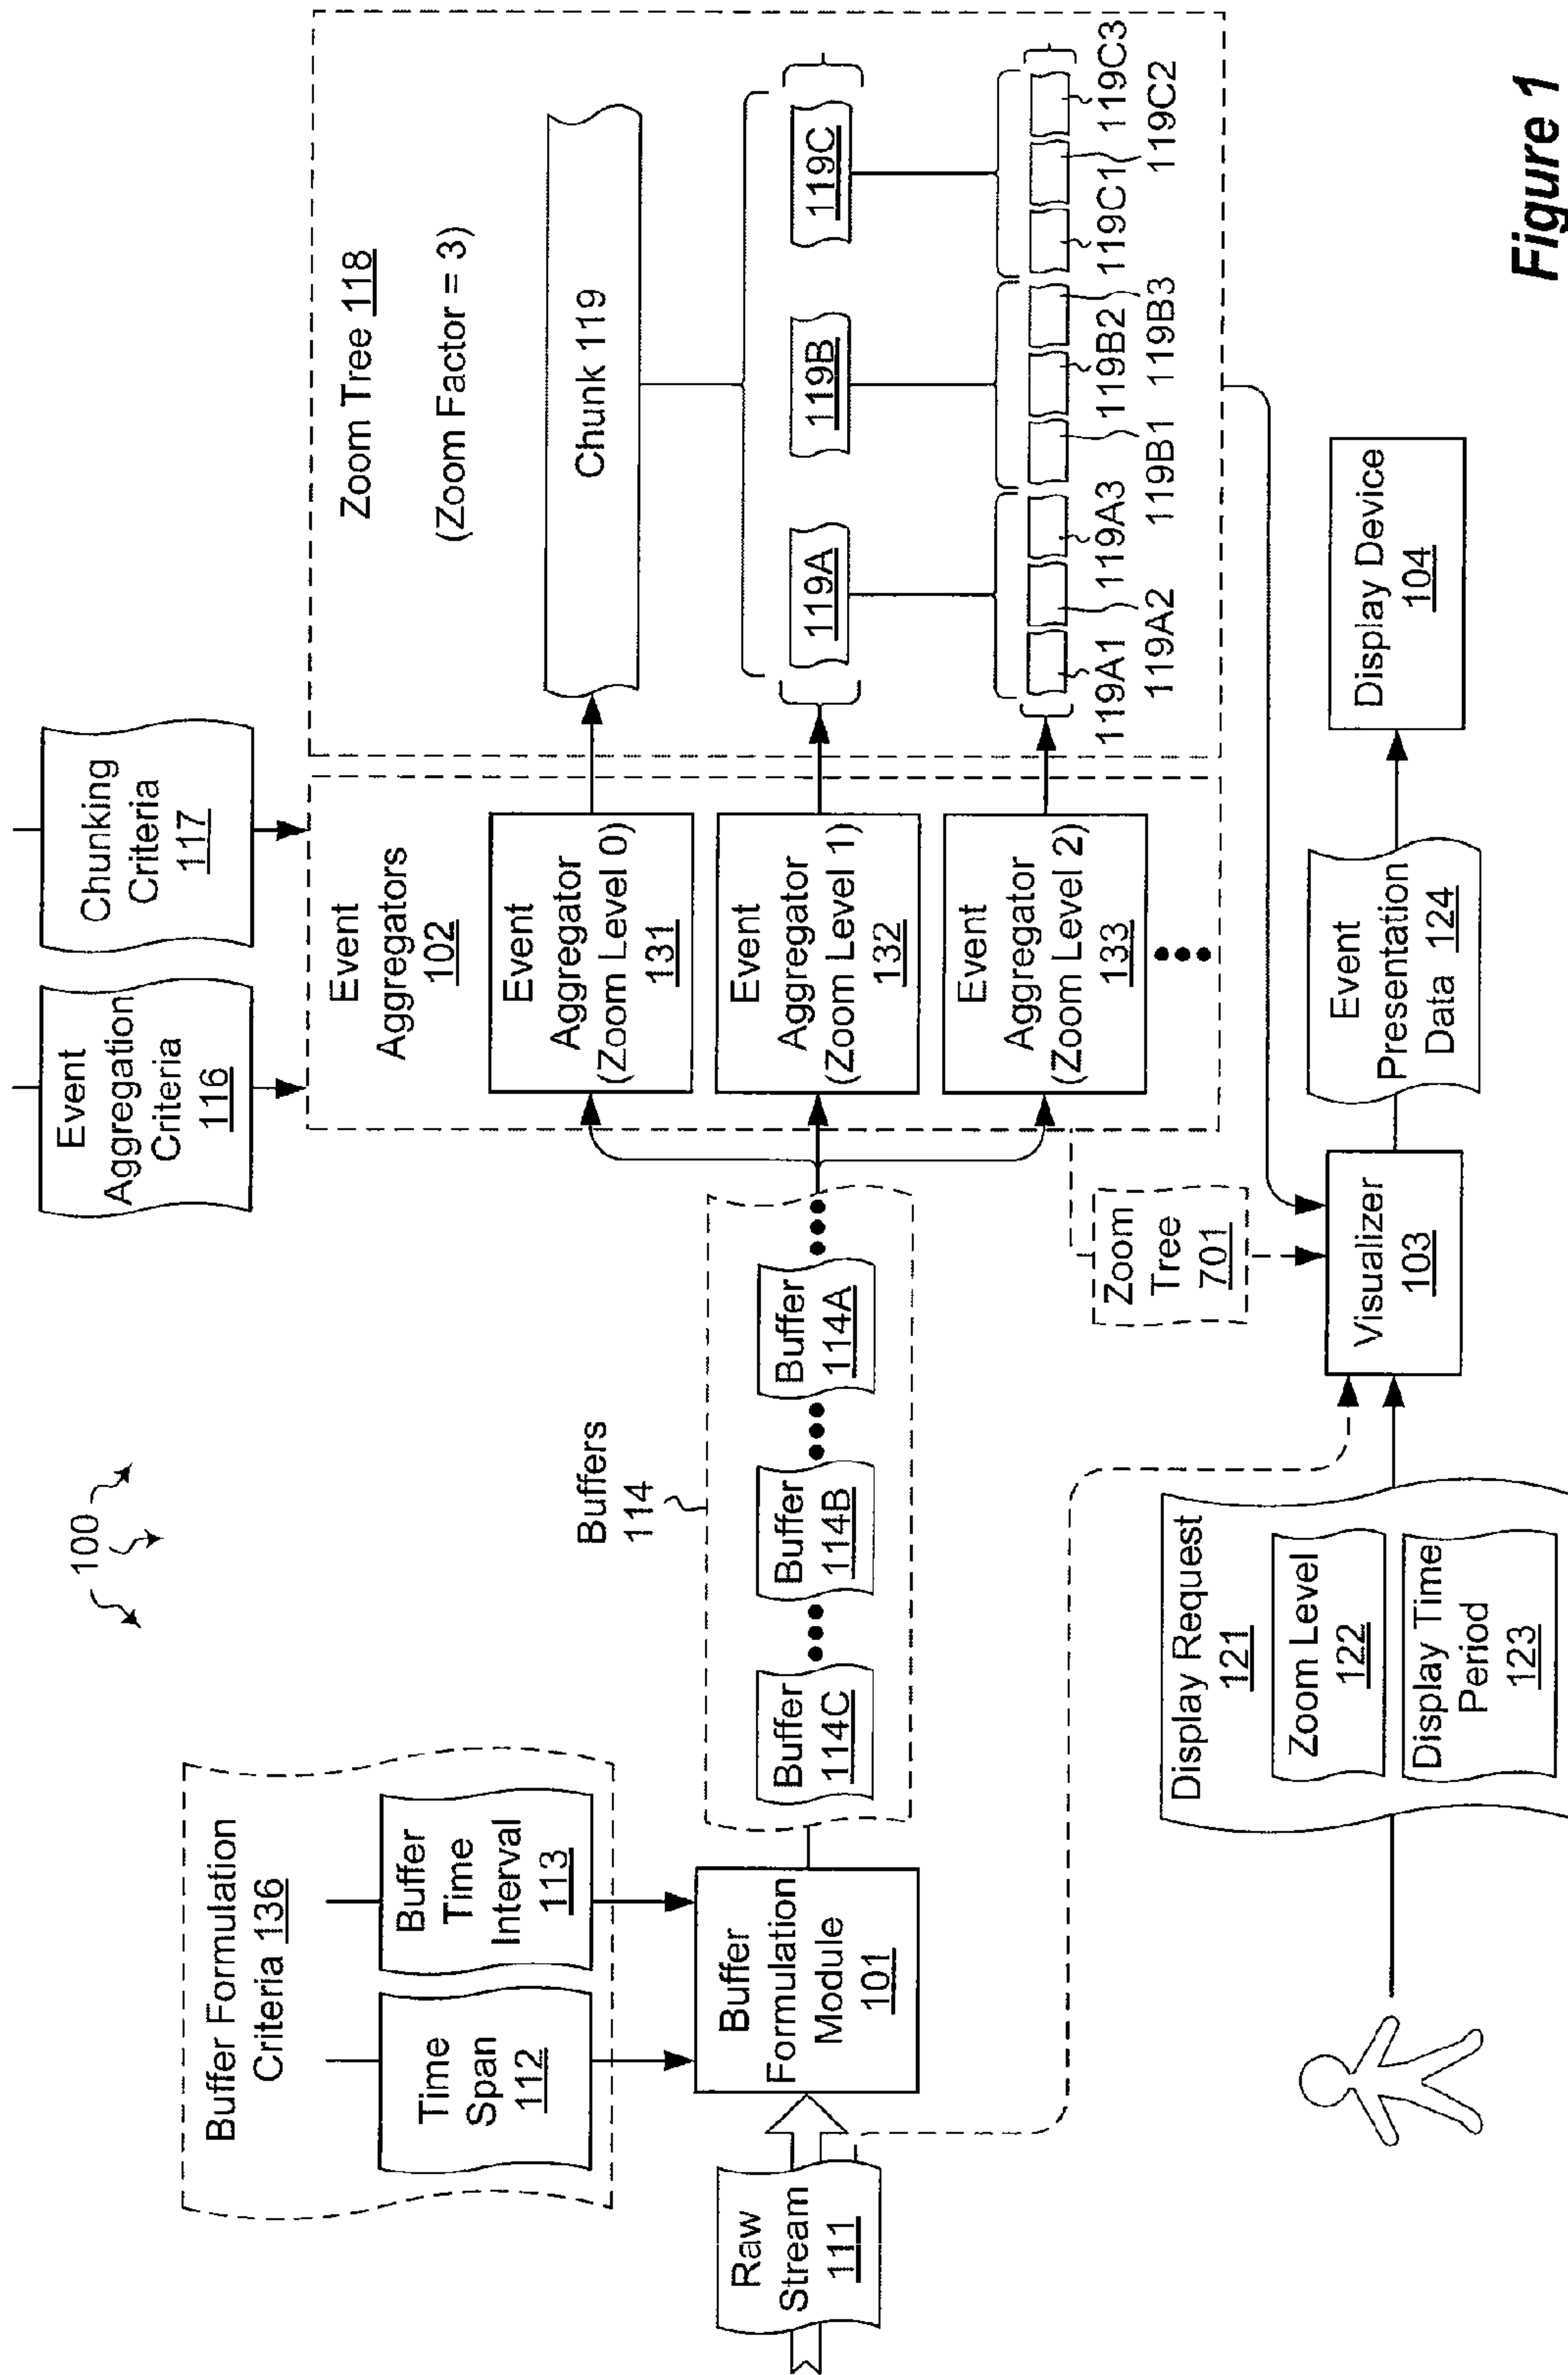 100
Buffer Formulation
Criteria 136
Time
Span
112
Buffer
Time
Interval
113
Raw
Stream
111
Buffer
Formulation
Module
101
Buffers
114
Buffer
114C
Buffer
114B
Buffer
114A
Event
Aggregation
Criteria
116
Chunking
Criteria
117
Event
Aggregators
102
Event
Aggregator
(Zoom Level 0)
131
Event
Aggregator
(Zoom Level 1)
132
Event
Aggregator
(Zoom Level 2)
133
Zoom Tree 118
(Zoom Factor = 3)
Chunk 119
119A
119B
119C
119A1
119A2
119A3
119B1
119B2
119B3
119C1
119C2
119C3
Zoom
Tree
701
Display Request
121
Zoom Level
122
Display Time
Period
123
Visualizer
103
Event
Presentation
Data 124
Display Device
104
Figure 1